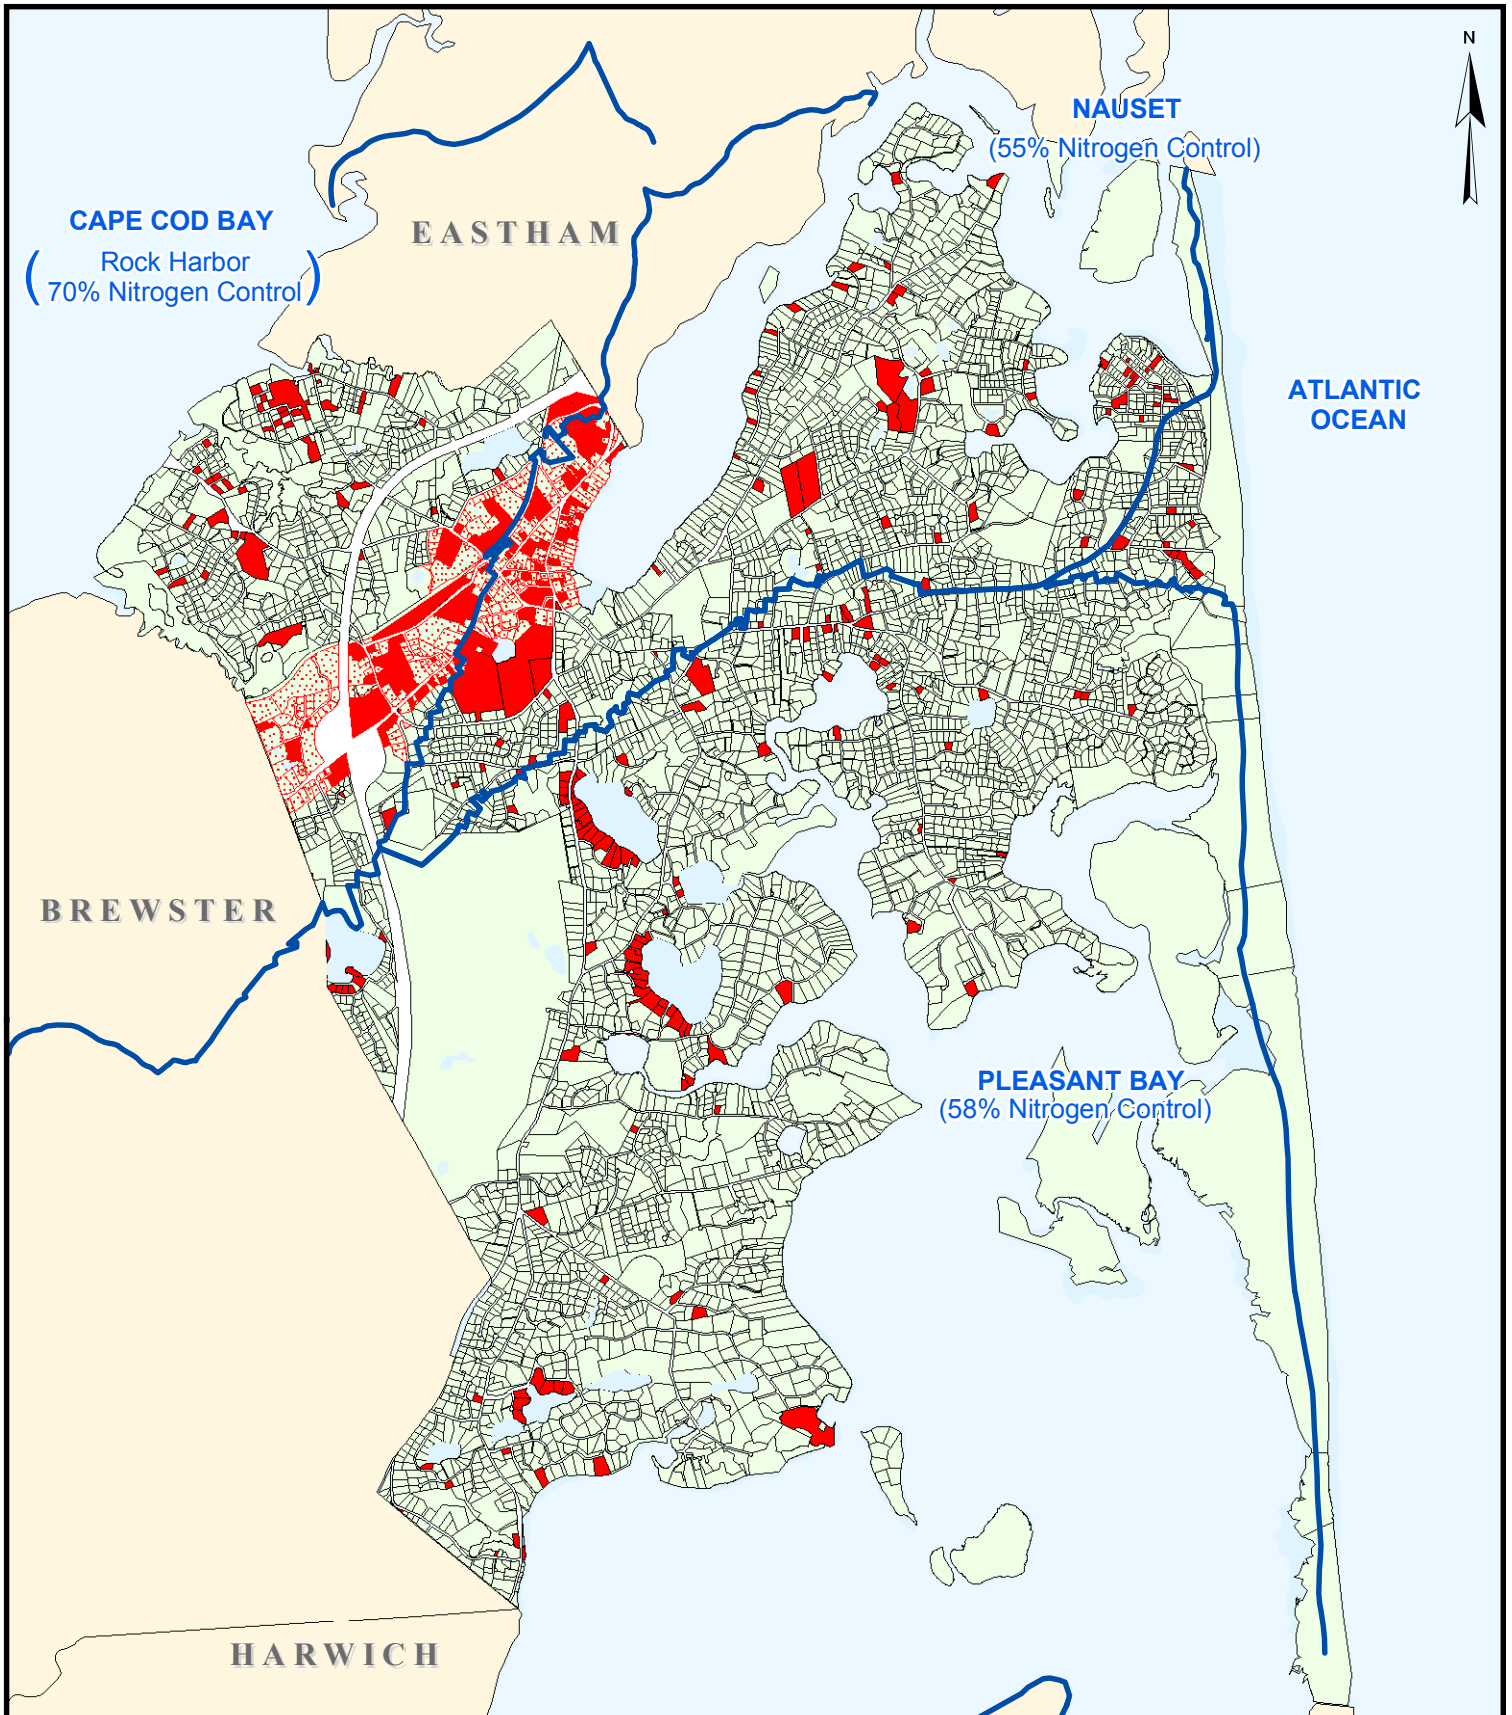 N
NAUSET
(55% Nitrogen Control)
CAPE COD BAY
( Rock Harbor
70% Nitrogen Control )
EASTHAM
ATLANTIC
OCEAN
BREWSTER
PLEASANT BAY
(58% Nitrogen Control)
HARWICH